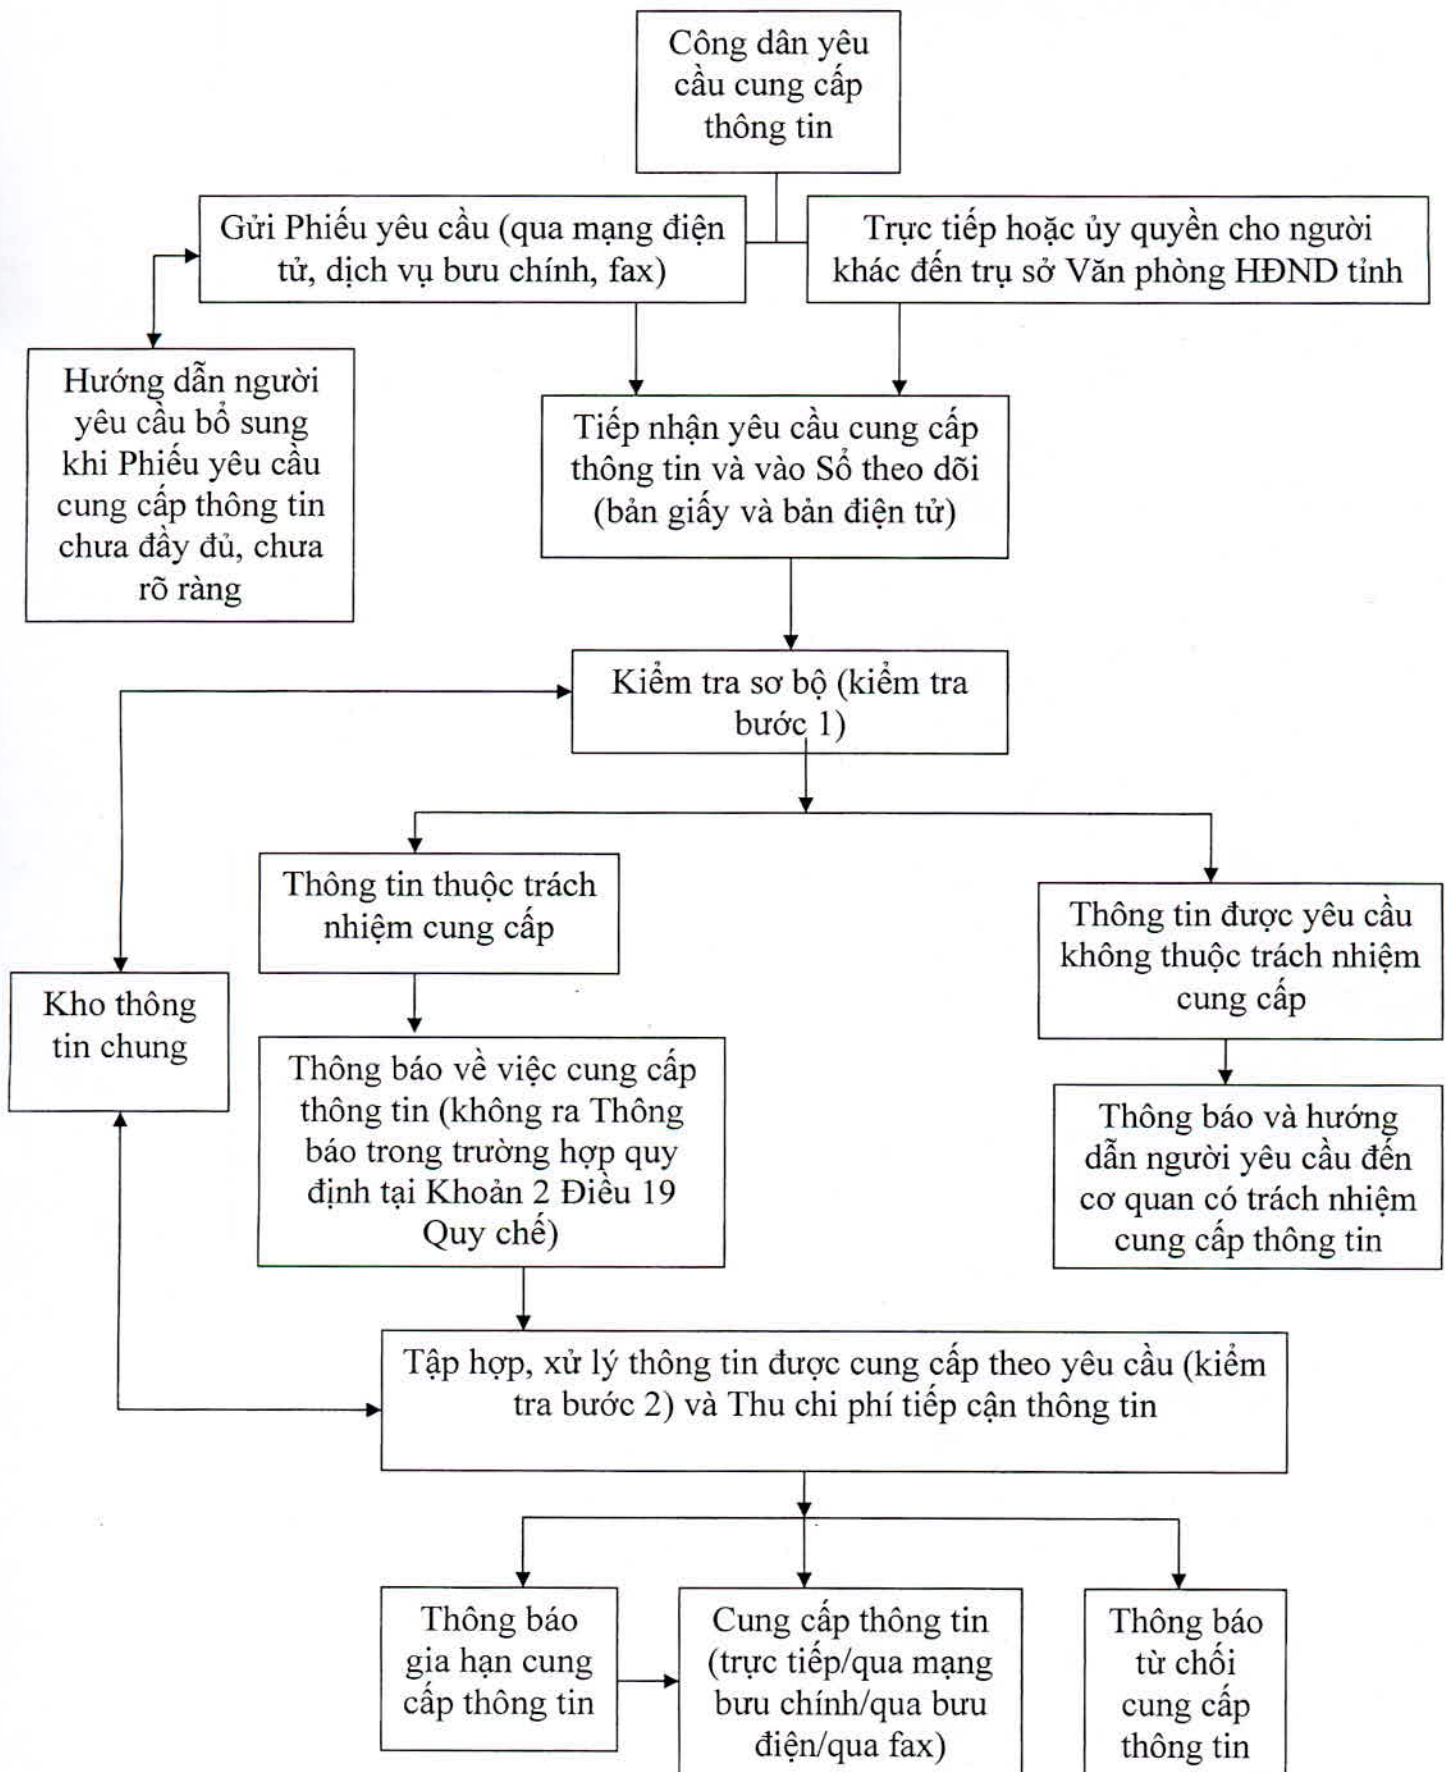 Công dân yêu
cầu cung cấp
thông tin
Gửi Phiếu yêu cầu (qua mạng điện
tử, dịch vụ bưu chính, fax)
Trực tiếp hoặc ủy quyền cho người
khác đến trụ sở Văn phòng HĐND tỉnh
Hướng dẫn người
yêu cầu bổ sung
khi Phiếu yêu cầu
cung cấp thông tin
chưa đầy đủ, chưa
rõ ràng
Tiếp nhận yêu cầu cung cấp
thông tin và vào Sổ theo dõi
(bản giấy và bản điện tử)
Kiểm tra sơ bộ (kiểm tra
bước 1)
Thông tin thuộc trách
nhiệm cung cấp
Thông tin được yêu cầu
không thuộc trách nhiệm
cung cấp
Kho thông
tin chung
Thông báo về việc cung cấp
thông tin (không ra Thông
báo trong trường hợp quy
định tại Khoản 2 Điều 19
Quy chế)
Thông báo và hướng
dẫn người yêu cầu đến
cơ quan có trách nhiệm
cung cấp thông tin
Tập hợp, xử lý thông tin được cung cấp theo yêu cầu (kiểm
tra bước 2) và Thu chi phí tiếp cận thông tin
Thông báo
gia hạn cung
cấp thông tin
Cung cấp thông tin
(trực tiếp/qua mạng
bưu chính/qua bưu
điện/qua fax)
Thông báo
từ chối
cung cấp
thông tin